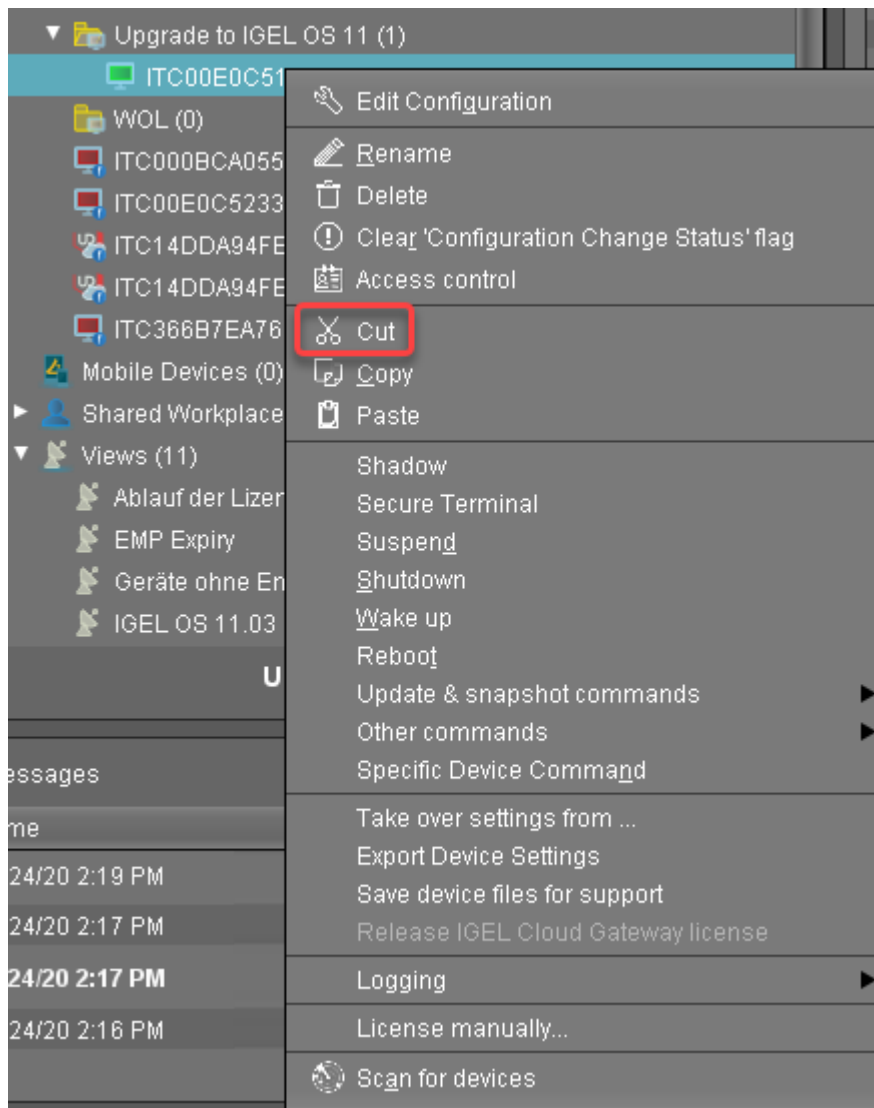 Upgrade to IGEL OS 11 (1)
ITC00E0C51
WOL (0)
ITC000BCA055
ITC00E0C5233
ITC14DDA94FE
ITC14DDA94FE
ITC366B7EA76
Mobile Devices (0)
Shared Workplace
Views (11)
Ablauf der Lizen
EMP Expiry
Geräte ohne En
IGEL OS 11.03
U
essages
me
24/20 2:19 PM
24/20 2:17 PM
24/20 2:17 PM
24/20 2:16 PM
Edit Configuration
Rename
Delete
Clear 'Configuration Change Status' flag
Access control
Cut
Copy
Paste
Shadow
Secure Terminal
Suspend
Shutdown
Wake up
Reboot
Update & snapshot commands
Other commands
Specific Device Command
Take over settings from ...
Export Device Settings
Save device files for support
Release IGEL Cloud Gateway license
Logging
License manually...
Scan for devices